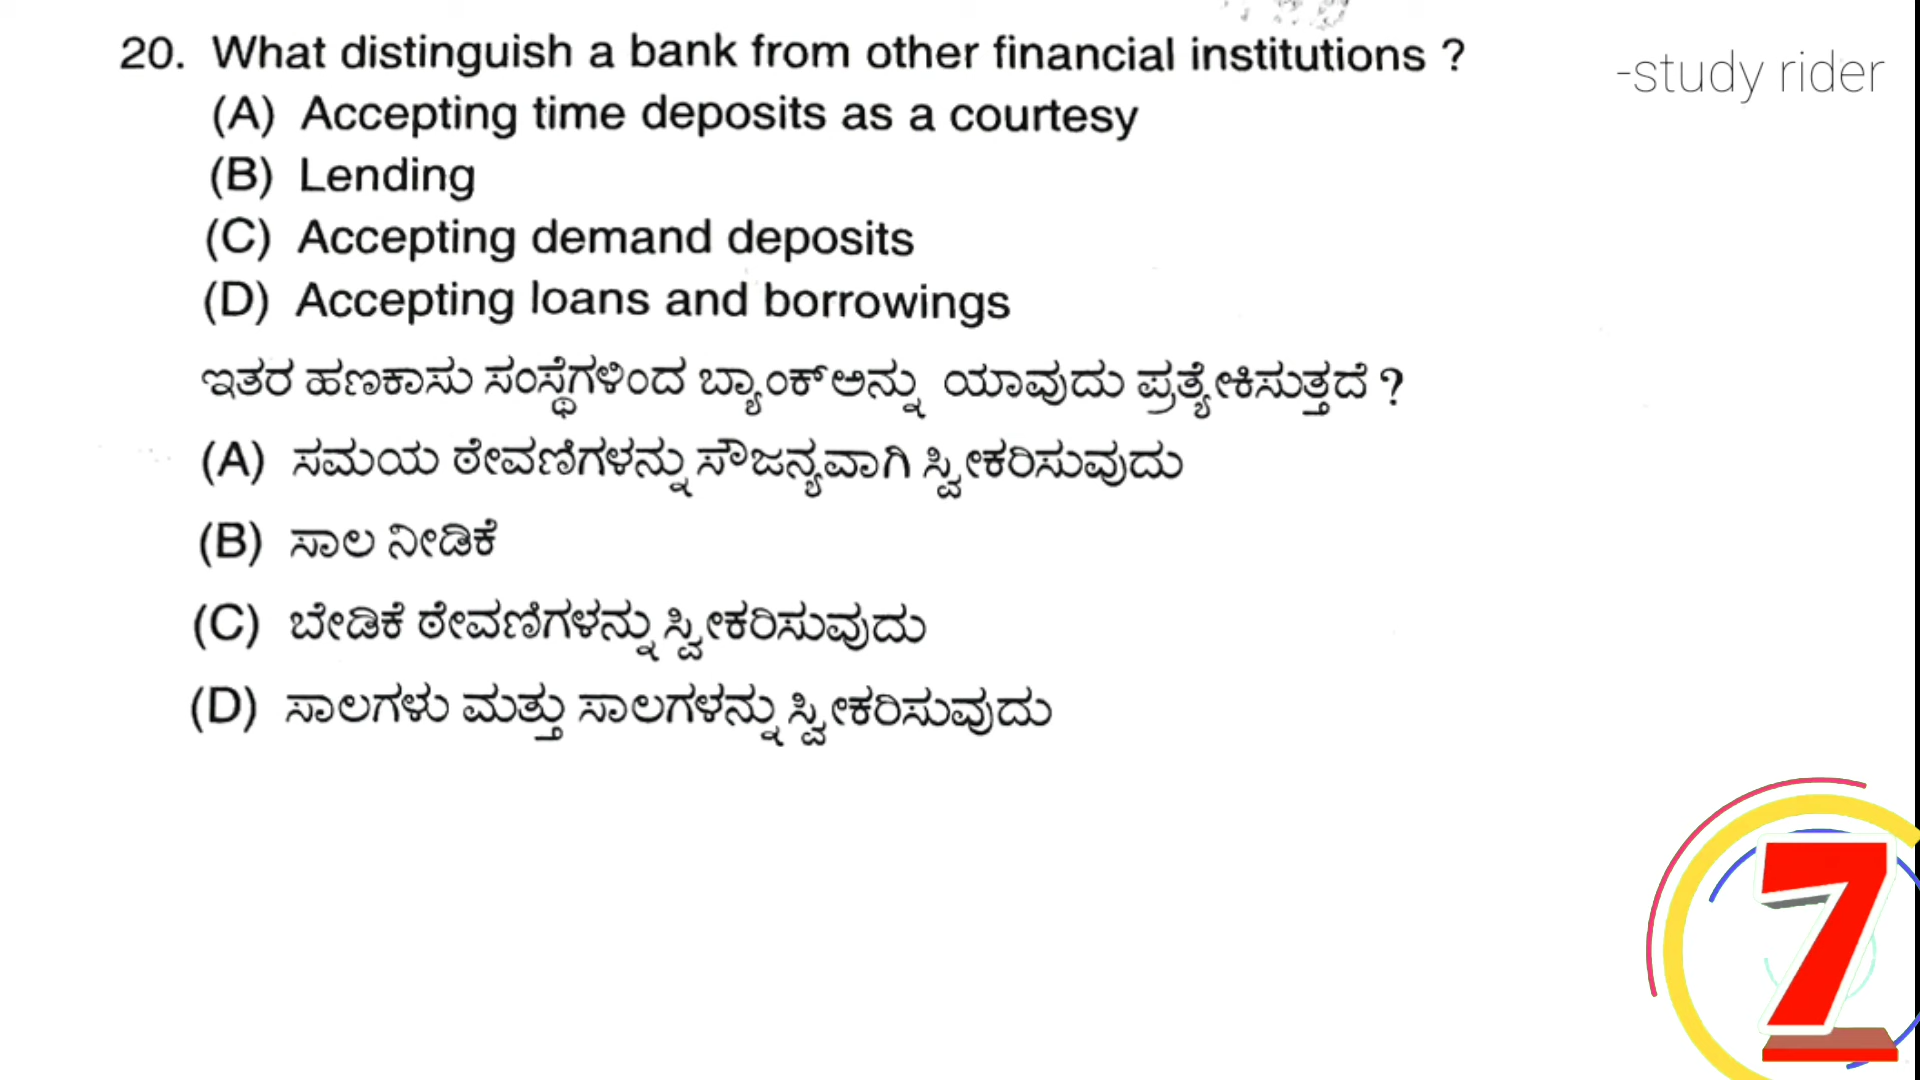 20. What distinguish a bank from other financial institutions ?
-study rider
(A) Accepting time deposits as a courtesy
(B) Lending
(C) Accepting demand deposits
(D) Accepting loans and borrowings
ಇತರ ಹಣಕಾಸು ಸಂಸ್ಥೆಗಳಿಂದ ಬ್ಯಾಂಕ್ಅನ್ನು ಯಾವುದು ಪ್ರತ್ಯೇಕಿಸುತ್ತದೆ ?
(A) ಸಮಯ ಠೇವಣಿಗಳನ್ನು ಸೌಜನ್ಯವಾಗಿ ಸ್ವೀಕರಿಸುವುದು
(B) ಸಾಲ ನೀಡಿಕೆ
(C) ಬೇಡಿಕೆ ಠೇವಣಿಗಳನ್ನು ಸ್ವೀಕರಿಸುವುದು
(D) ಸಾಲಗಳು ಮತ್ತು ಸಾಲಗಳನ್ನು ಸ್ವೀಕರಿಸುವುದು
7